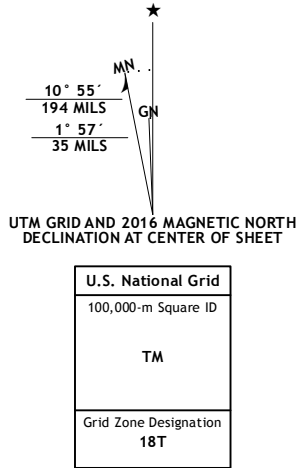 ★
MN
GN
10° 55´
194 MILS
1° 57´
35 MILS
UTM GRID AND 2016 MAGNETIC NORTH
DECLINATION AT CENTER OF SHEET
U.S. National Grid
100,000-m Square ID
TM
Grid Zone Designation
18T